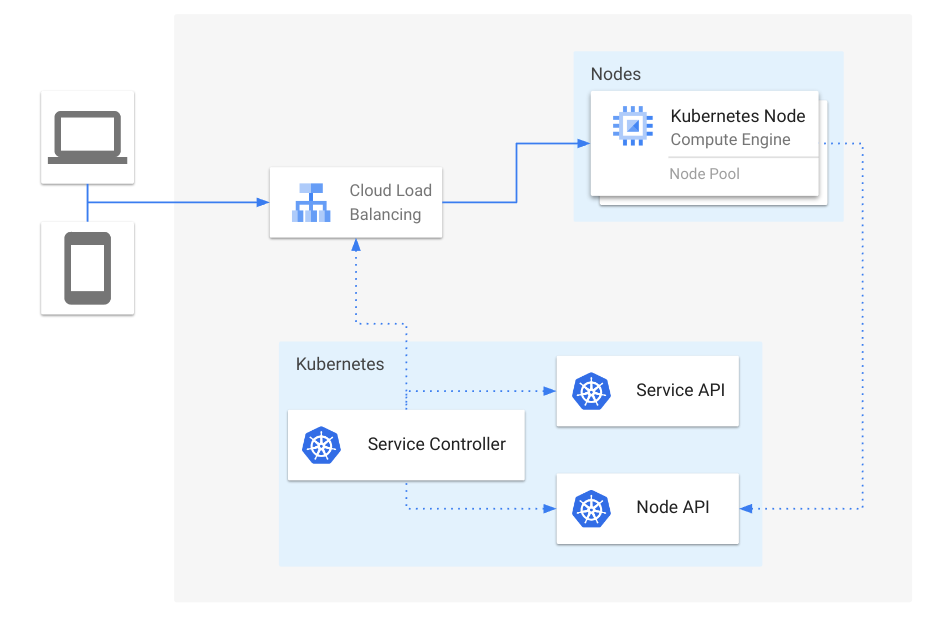 Nodes
Kubernetes Node
Compute Engine
Node Pool
Cloud Load
Balancing
Kubernetes
Service API
Service Controller
Node API